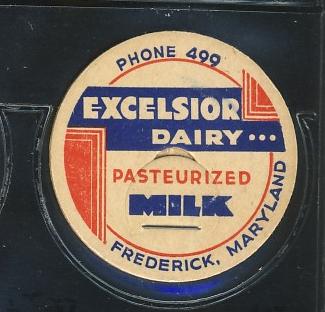 PHONE 499
EXCELSIOR
DAIRY...
PASTEURIZED
MILK
FREDERICK, MARYLAND